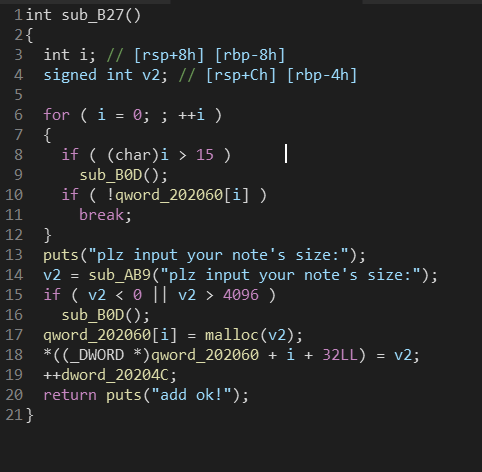 1 int sub_B27()
2 {
3   int i; // [rsp+8h] [rbp-8h]
4   signed int v2; // [rsp+Ch] [rbp-4h]
5
6   for ( i = 0; ; ++i )
7   {
8     if ( (char)i > 15 )
9       sub_B0D();
10     if ( !qword_202060[i] )
11       break;
12   }
13   puts("plz input your note's size:");
14   v2 = sub_AB9("plz input your note's size:");
15   if ( v2 < 0 || v2 > 4096 )
16     sub_B0D();
17   qword_202060[i] = malloc(v2);
18   *((_DWORD *)qword_202060 + i + 32LL) = v2;
19   ++dword_20204C;
20   return puts("add ok!");
21 }